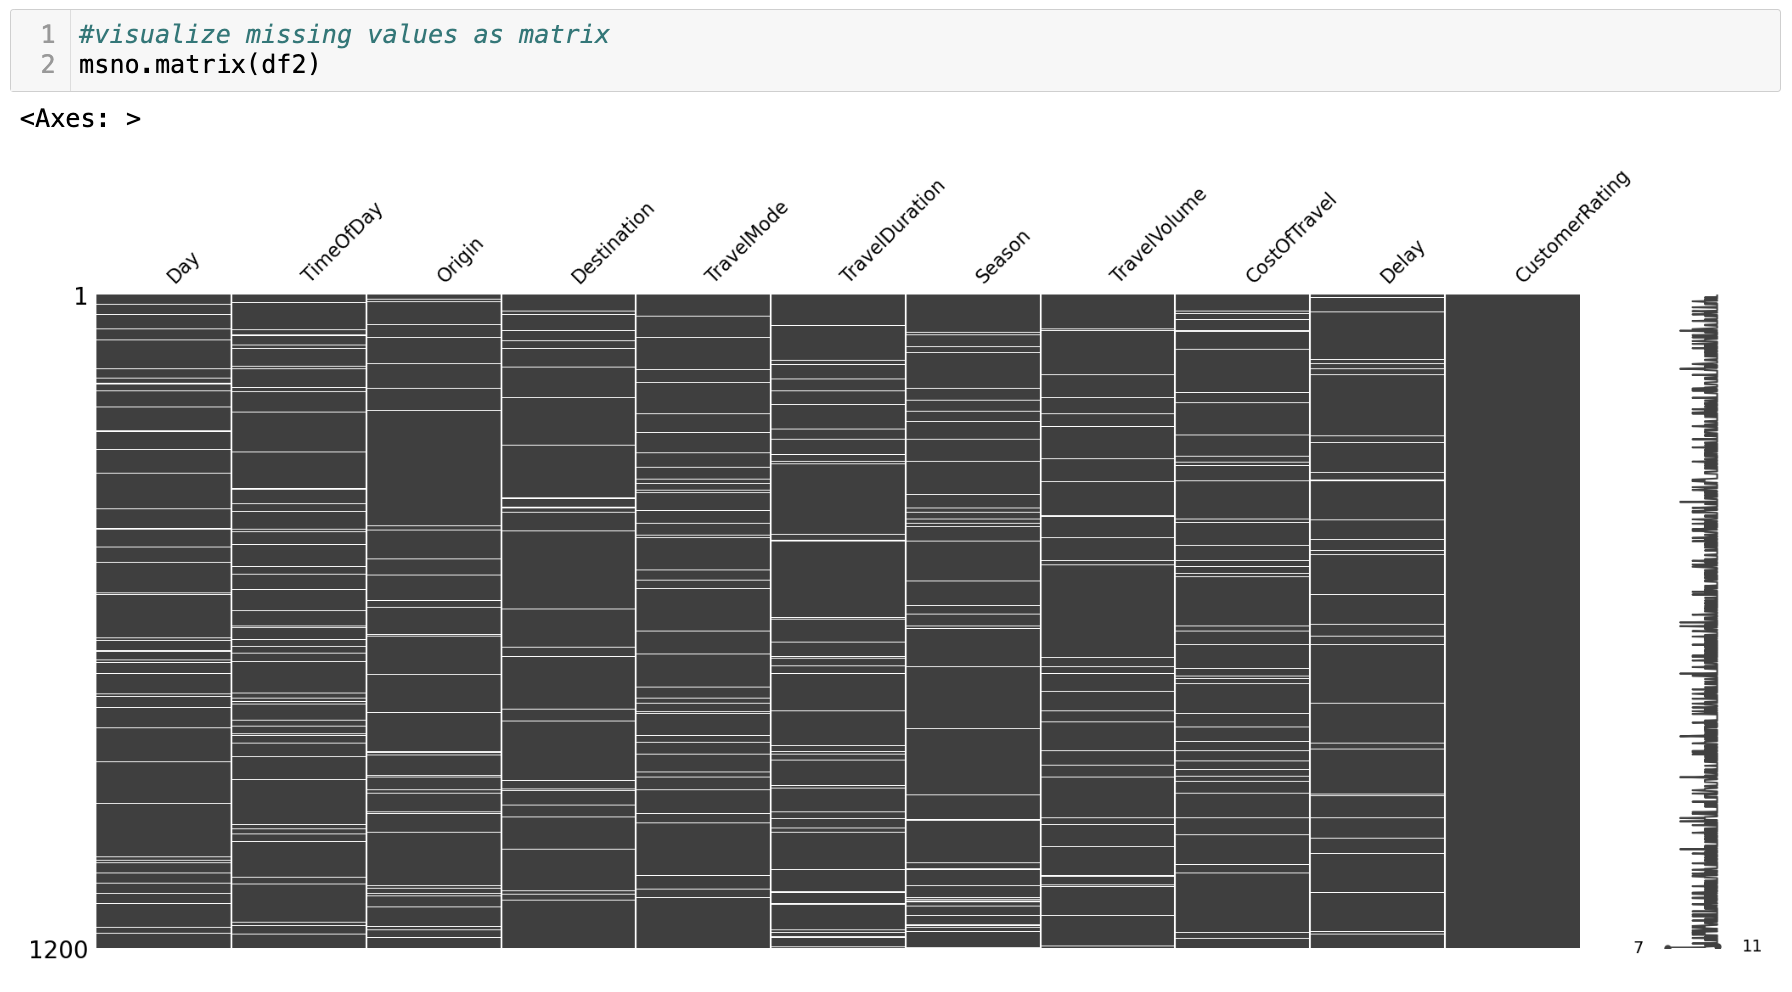 1 #visualize missing values as matrix
2 msno.matrix(df2)
<Axes: >
Day TimeOfDay Origin Destination TravelMode TravelDuration Season TravelVolume CostOfTravel Delay CustomerRating
1
1200
7 11